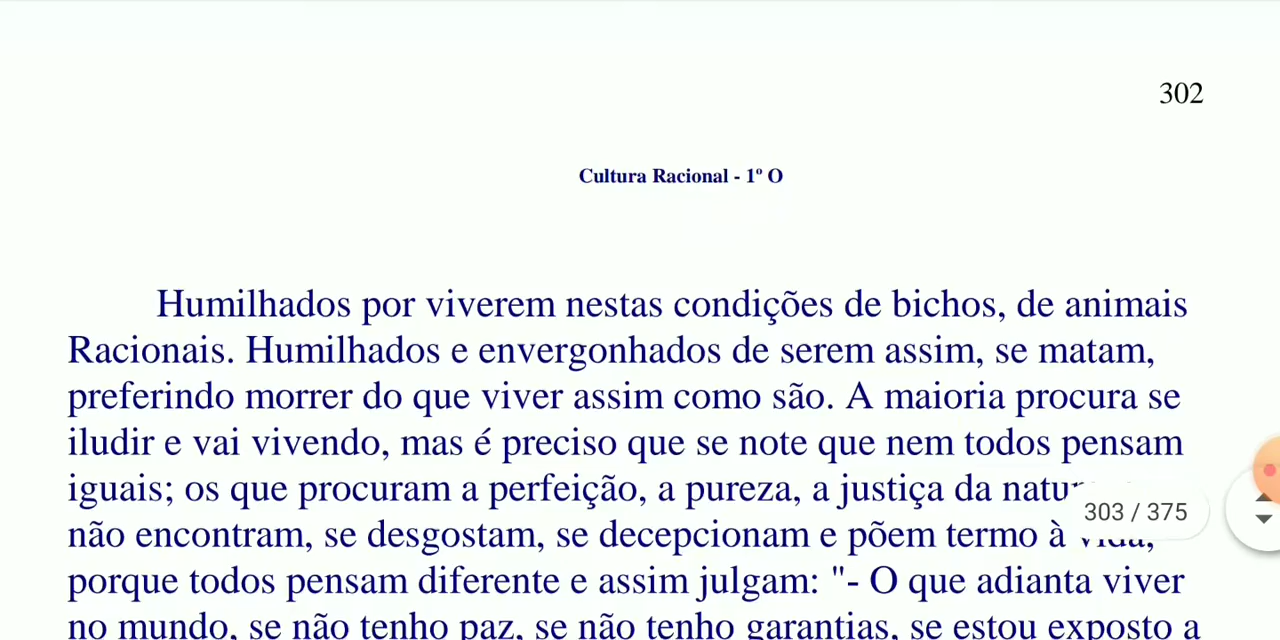 302
Cultura Racional - 1º O
Humilhados por viverem nestas condições de bichos, de animais
Racionais. Humilhados e envergonhados de serem assim, se matam,
preferindo morrer do que viver assim como são. A maioria procura se
iludir e vai vivendo, mas é preciso que se note que nem todos pensam
iguais; os que procuram a perfeição, a pureza, a justiça da
303 / 375
não encontram, se desgostam, se decepcionam e põem termo à vida,
porque todos pensam diferente e assim julgam: "- O que adianta viver
no mundo, se não tenho paz, se não tenho garantias, se estou exposto a